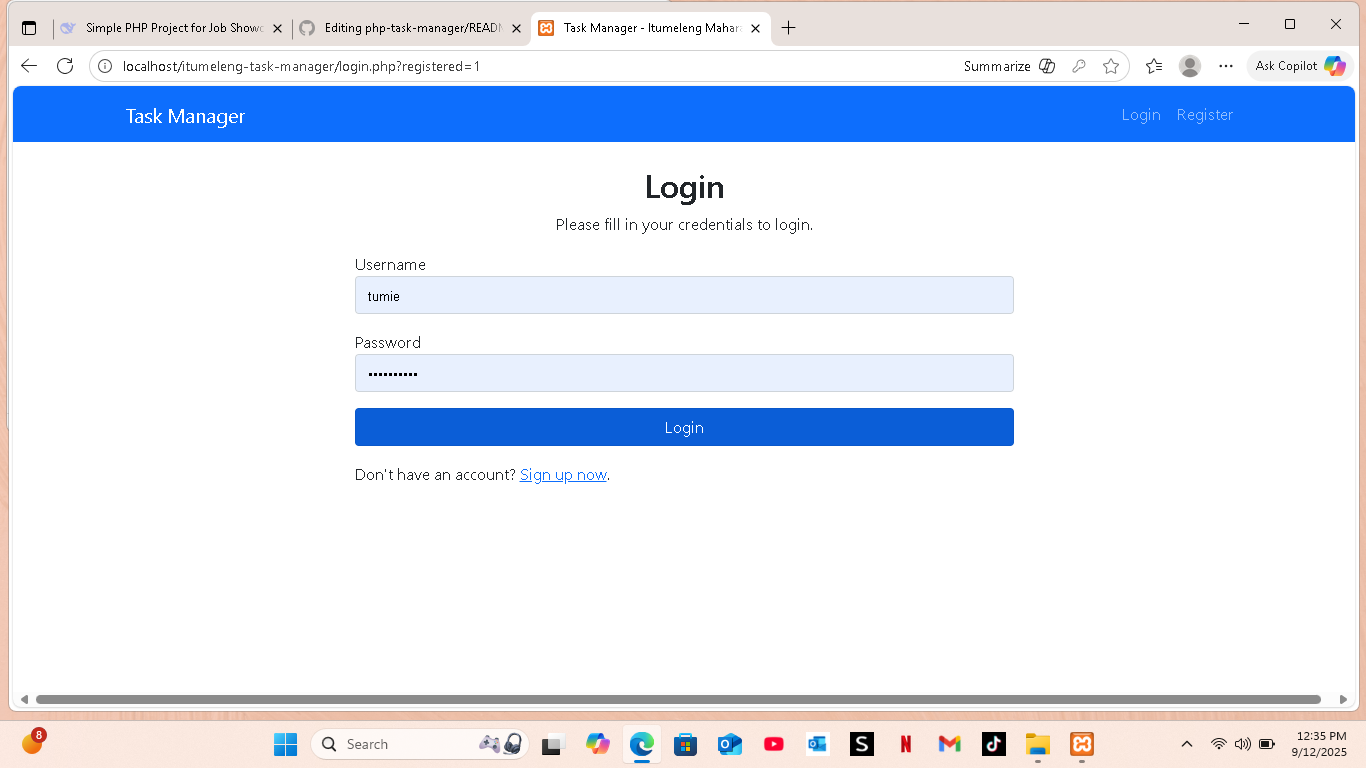 Simple PHP Project for Job Showc
Editing php-task-manager/READM
Task Manager - Itumeleng Mahar
localhost/itumeleng-task-manager/login.php?registered=1
Summarize
Ask Copilot
Task Manager
Login
Register
Login
Please fill in your credentials to login.
Username
tumie
Password
••••••••••
Login
Don't have an account? Sign up now.
8
Search
S
N
12:35 PM
9/12/2025